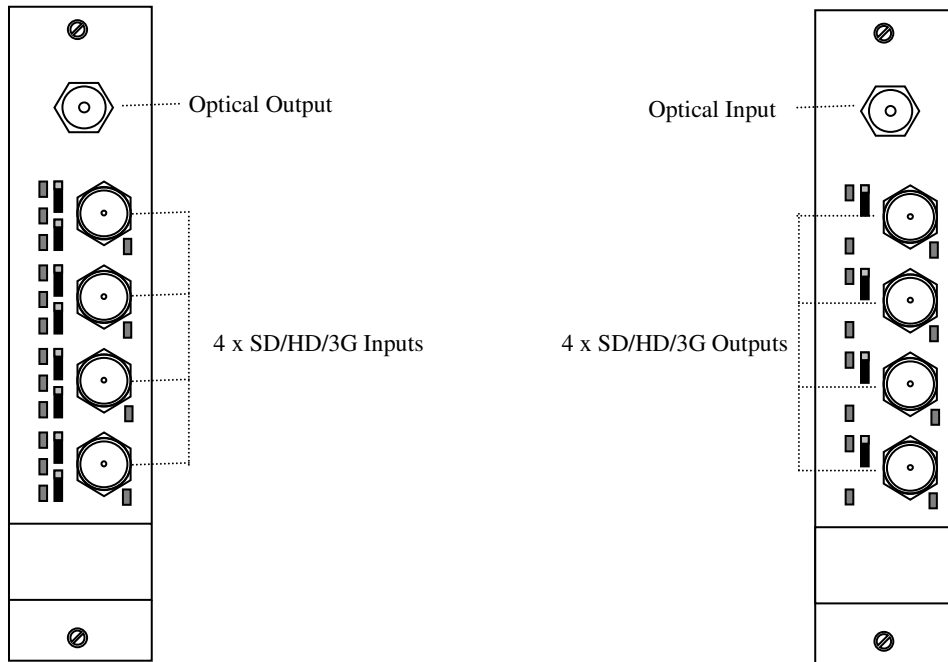 Optical Output
Optical Input
4 x SD/HD/3G Inputs
4 x SD/HD/3G Outputs